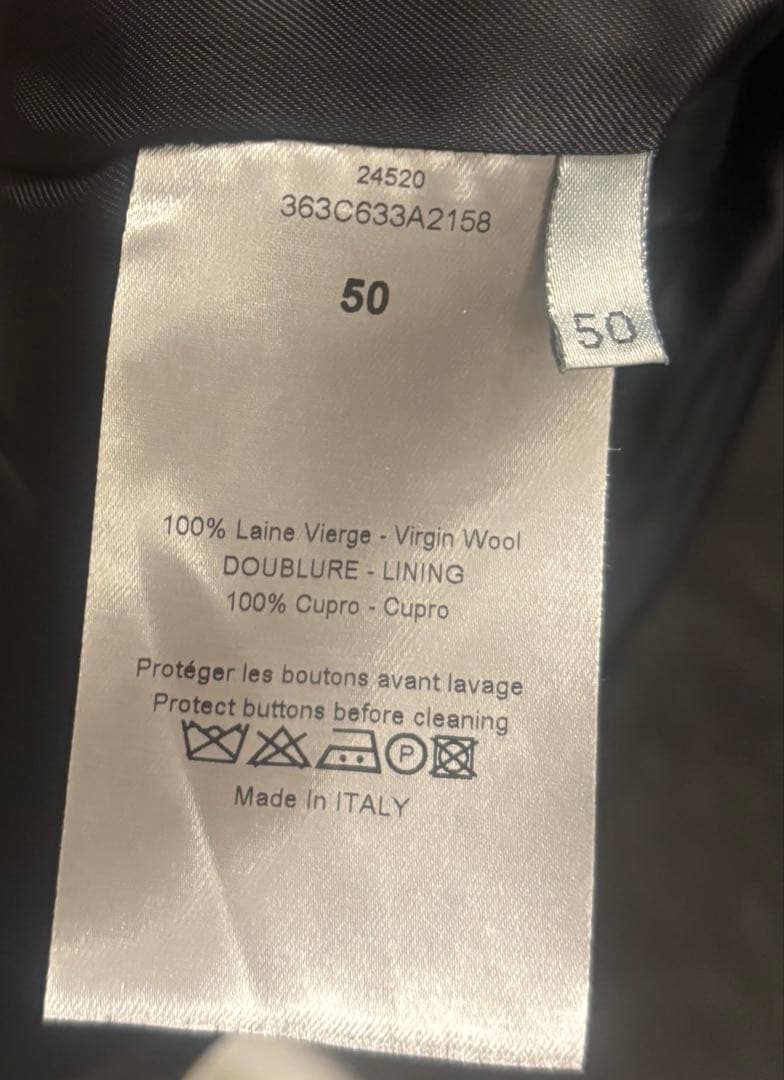 24520
363C633A2158
50
50
100% Laine Vierge - Virgin Wool
DOUBLURE - LINING
100% Cupro - Cupro
Protéger les boutons avant lavage
Protect buttons before cleaning
P
Made In ITALY